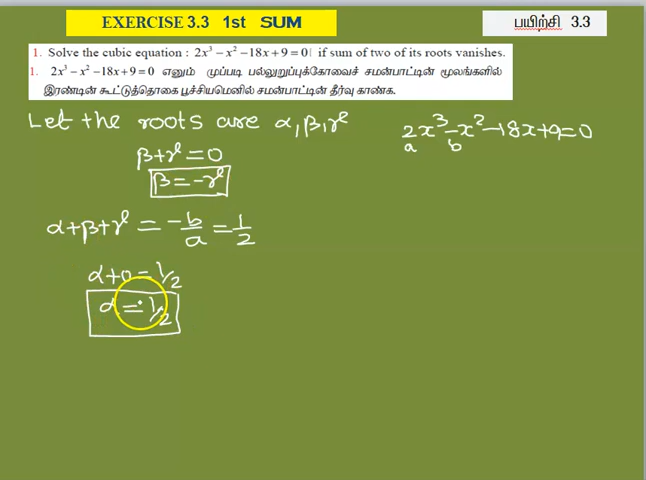 EXERCISE 3.3 1st SUM
பயிற்சி 3.3
1. Solve the cubic equation : 2x³ − x² −18x + 9 = 0 if sum of two of its roots vanishes.
1. 2x³ − x² −18x + 9 = 0 எனும் முப்படி பல்லுறுப்புக்கோவைச் சமன்பாட்டின் மூலங்களில்
இரண்டின் கூட்டுத்தொகை பூச்சியமெனில் சமன்பாட்டின் தீர்வு காண்க.
Let the roots are α, β, γ
2x³ − x² − 18x + 9 = 0
a b
β + γ = 0
β = −γ
α + β + γ = −b/a = 1/2
α + 0 = 1/2
α = 1/2